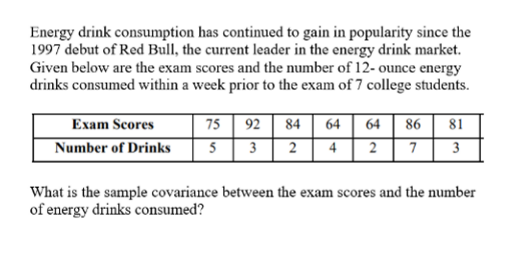 Energy drink consumption has continued to gain in popularity since the
1997 debut of Red Bull, the current leader in the energy drink market.
Given below are the exam scores and the number of 12- ounce energy
drinks consumed within a week prior to the exam of 7 college students.
Exam Scores 75 92 84 64 64 86 81
Number of Drinks 5 3 2 4 2 7 3
What is the sample covariance between the exam scores and the number
of energy drinks consumed?